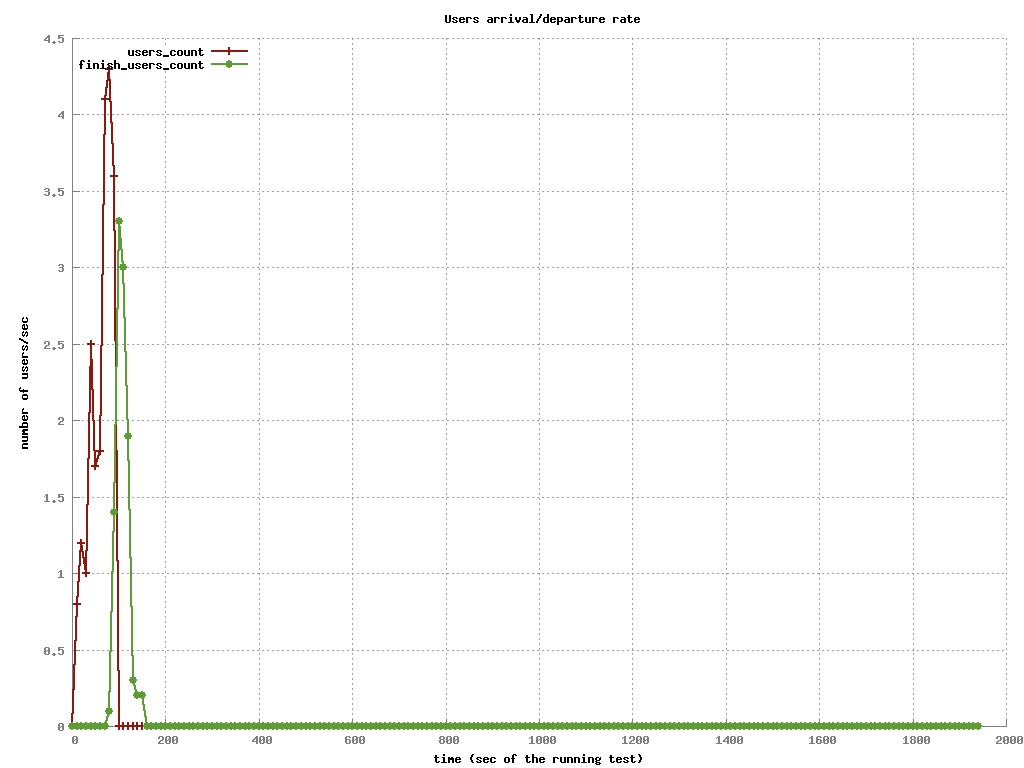 Users arrival/departure rate
users_count
finish_users_count
4.5
4
3.5
3
2.5
2
1.5
1
0.5
0
number of users/sec
0 200 400 600 800 1000 1200 1400 1600 1800 2000
time (sec of the running test)